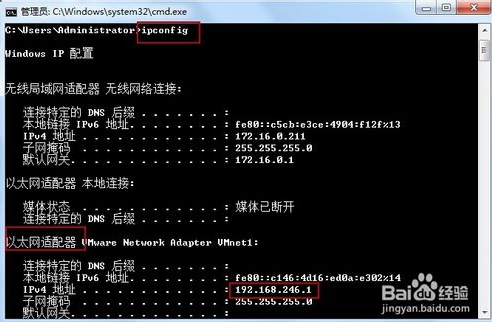 C:\Windows\system32\cmd.exe
C:\Users\Administrator>ipconfig
Windows IP 配置
无线局域网适配器 无线网络连接:
连接特定的 DNS 后缀 . . . . . . . :
本地链接 IPv6 地址. . . . . . . . : fe80::c5cb:e3ce:4904:f12f%13
IPv4 地址 . . . . . . . . . . . . : 172.16.0.211
子网掩码 . . . . . . . . . . . . : 255.255.255.0
默认网关. . . . . . . . . . . . . : 172.16.0.1
以太网适配器 本地连接:
媒体状态 . . . . . . . . . . . . : 媒体已断开
连接特定的 DNS 后缀 . . . . . . . :
以太网适配器 VMware Network Adapter VMnet1:
连接特定的 DNS 后缀 . . . . . . . :
本地链接 IPv6 地址. . . . . . . . : fe80::c146:4d16:ed0a:e302%14
IPv4 地址 . . . . . . . . . . . . : 192.168.246.1
子网掩码 . . . . . . . . . . . . : 255.255.255.0
Baidu 经验
jingyan.baidu.com